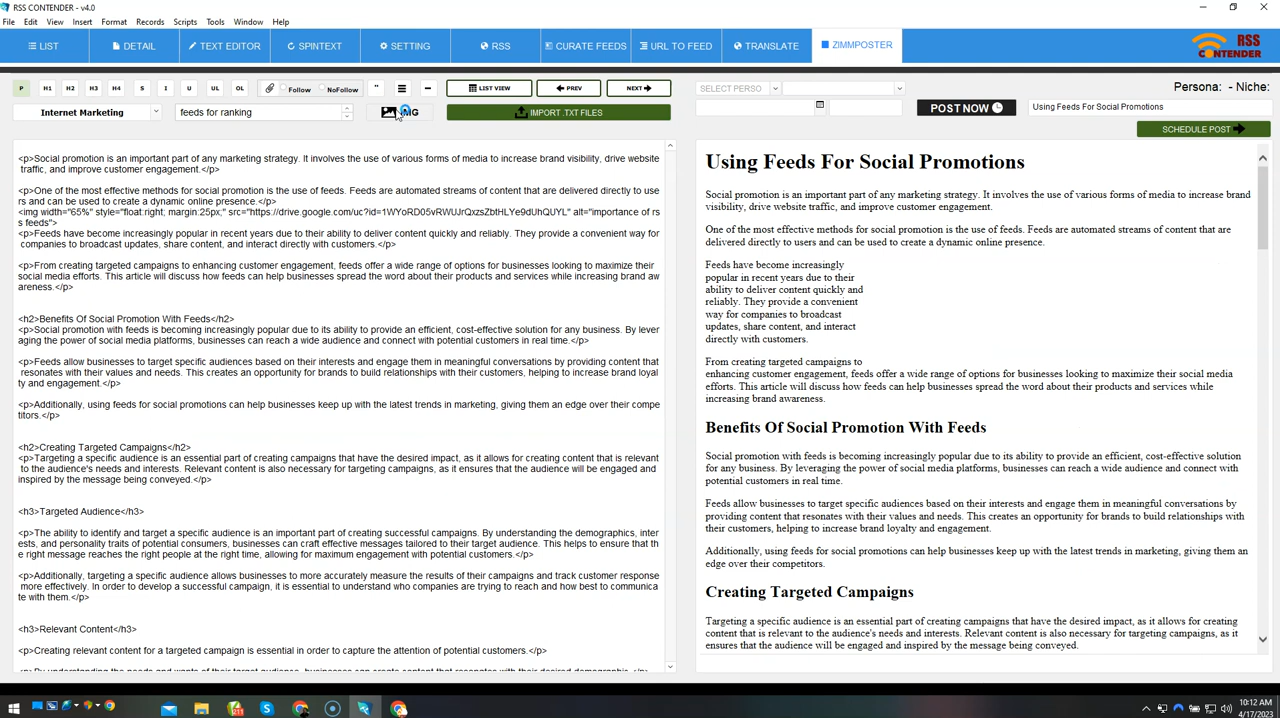 RSS CONTENDER - v4.0
File Edit View Insert Format Records Scripts Tools Window Help
LIST DETAIL TEXT EDITOR SPINTEXT SETTING RSS CURATE FEEDS URL TO FEED TRANSLATE ZIMMPOSTER RSS CONTENDER
P H1 H2 H3 H4 S I U UL OL Follow NoFollow " LIST VIEW PREV NEXT SELECT PERSO Persona: - Niche:
Internet Marketing feeds for ranking IMPORT .TXT FILES POST NOW Using Feeds For Social Promotions
SCHEDULE POST
<p>Social promotion is an important part of any marketing strategy. It involves the use of various forms of media to increase brand visibility, drive website
traffic, and improve customer engagement.</p>
<p>One of the most effective methods for social promotion is the use of feeds. Feeds are automated streams of content that are delivered directly to use
rs and can be used to create a dynamic online presence.</p>
<img width="65%" style="float:right; margin:25px;" src="https://drive.google.com/uc?id=1WYoRD05vRWUJrQxzsZbtHLYe9dUhQUYL" alt="importance of rs
s feeds">
<p>Feeds have become increasingly popular in recent years due to their ability to deliver content quickly and reliably. They provide a convenient way for
companies to broadcast updates, share content, and interact directly with customers.</p>
<p>From creating targeted campaigns to enhancing customer engagement, feeds offer a wide range of options for businesses looking to maximize their
social media efforts. This article will discuss how feeds can help businesses spread the word about their products and services while increasing brand aw
areness.</p>
<h2>Benefits Of Social Promotion With Feeds</h2>
<p>Social promotion with feeds is becoming increasingly popular due to its ability to provide an efficient, cost-effective solution for any business. By lever
aging the power of social media platforms, businesses can reach a wide audience and connect with potential customers in real time.</p>
<p>Feeds allow businesses to target specific audiences based on their interests and engage them in meaningful conversations by providing content that
resonates with their values and needs. This creates an opportunity for brands to build relationships with their customers, helping to increase brand loyal
ty and engagement.</p>
<p>Additionally, using feeds for social promotions can help businesses keep up with the latest trends in marketing, giving them an edge over their compe
titors.</p>
<h2>Creating Targeted Campaigns</h2>
<p>Targeting a specific audience is an essential part of creating campaigns that have the desired impact, as it allows for creating content that is relevant
to the audience's needs and interests. Relevant content is also necessary for targeting campaigns, as it ensures that the audience will be engaged and
inspired by the message being conveyed.</p>
<h3>Targeted Audience</h3>
<p>The ability to identify and target a specific audience is an important part of creating successful campaigns. By understanding the demographics, inter
ests, and personality traits of potential consumers, businesses can craft effective messages tailored to their target audience. This helps to ensure that th
e right message reaches the right people at the right time, allowing for maximum engagement with potential customers.</p>
<p>Additionally, targeting a specific audience allows businesses to more accurately measure the results of their campaigns and track customer response
more effectively. In order to develop a successful campaign, it is essential to understand who companies are trying to reach and how best to communica
te with them.</p>
<h3>Relevant Content</h3>
<p>Creating relevant content for a targeted campaign is essential in order to capture the attention of potential customers.</p>
Using Feeds For Social Promotions
Social promotion is an important part of any marketing strategy. It involves the use of various forms of media to increase brand
visibility, drive website traffic, and improve customer engagement.
One of the most effective methods for social promotion is the use of feeds. Feeds are automated streams of content that are
delivered directly to users and can be used to create a dynamic online presence.
Feeds have become increasingly
popular in recent years due to their
ability to deliver content quickly and
reliably. They provide a convenient
way for companies to broadcast
updates, share content, and interact
directly with customers.
From creating targeted campaigns to
enhancing customer engagement, feeds offer a wide range of options for businesses looking to maximize their social media
efforts. This article will discuss how feeds can help businesses spread the word about their products and services while
increasing brand awareness.
Benefits Of Social Promotion With Feeds
Social promotion with feeds is becoming increasingly popular due to its ability to provide an efficient, cost-effective solution
for any business. By leveraging the power of social media platforms, businesses can reach a wide audience and connect with
potential customers in real time.
Feeds allow businesses to target specific audiences based on their interests and engage them in meaningful conversations by
providing content that resonates with their values and needs. This creates an opportunity for brands to build relationships with
their customers, helping to increase brand loyalty and engagement.
Additionally, using feeds for social promotions can help businesses keep up with the latest trends in marketing, giving them an
edge over their competitors.
Creating Targeted Campaigns
Targeting a specific audience is an essential part of creating campaigns that have the desired impact, as it allows for creating
content that is relevant to the audience's needs and interests. Relevant content is also necessary for targeting campaigns, as it
ensures that the audience will be engaged and inspired by the message being conveyed.
10:12 AM
4/17/2023